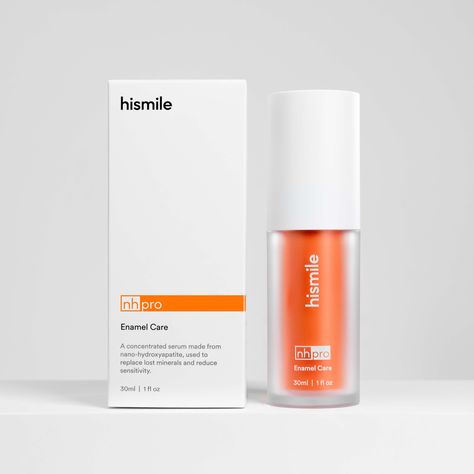 hismile
nhpro
Enamel Care
A concentrated serum made from
nano-hydroxyapatite, used to
replace lost minerals and reduce
sensitivity.
30ml | 1 fl oz
hismile
nhpro
Enamel Care
30ml | 1 fl oz